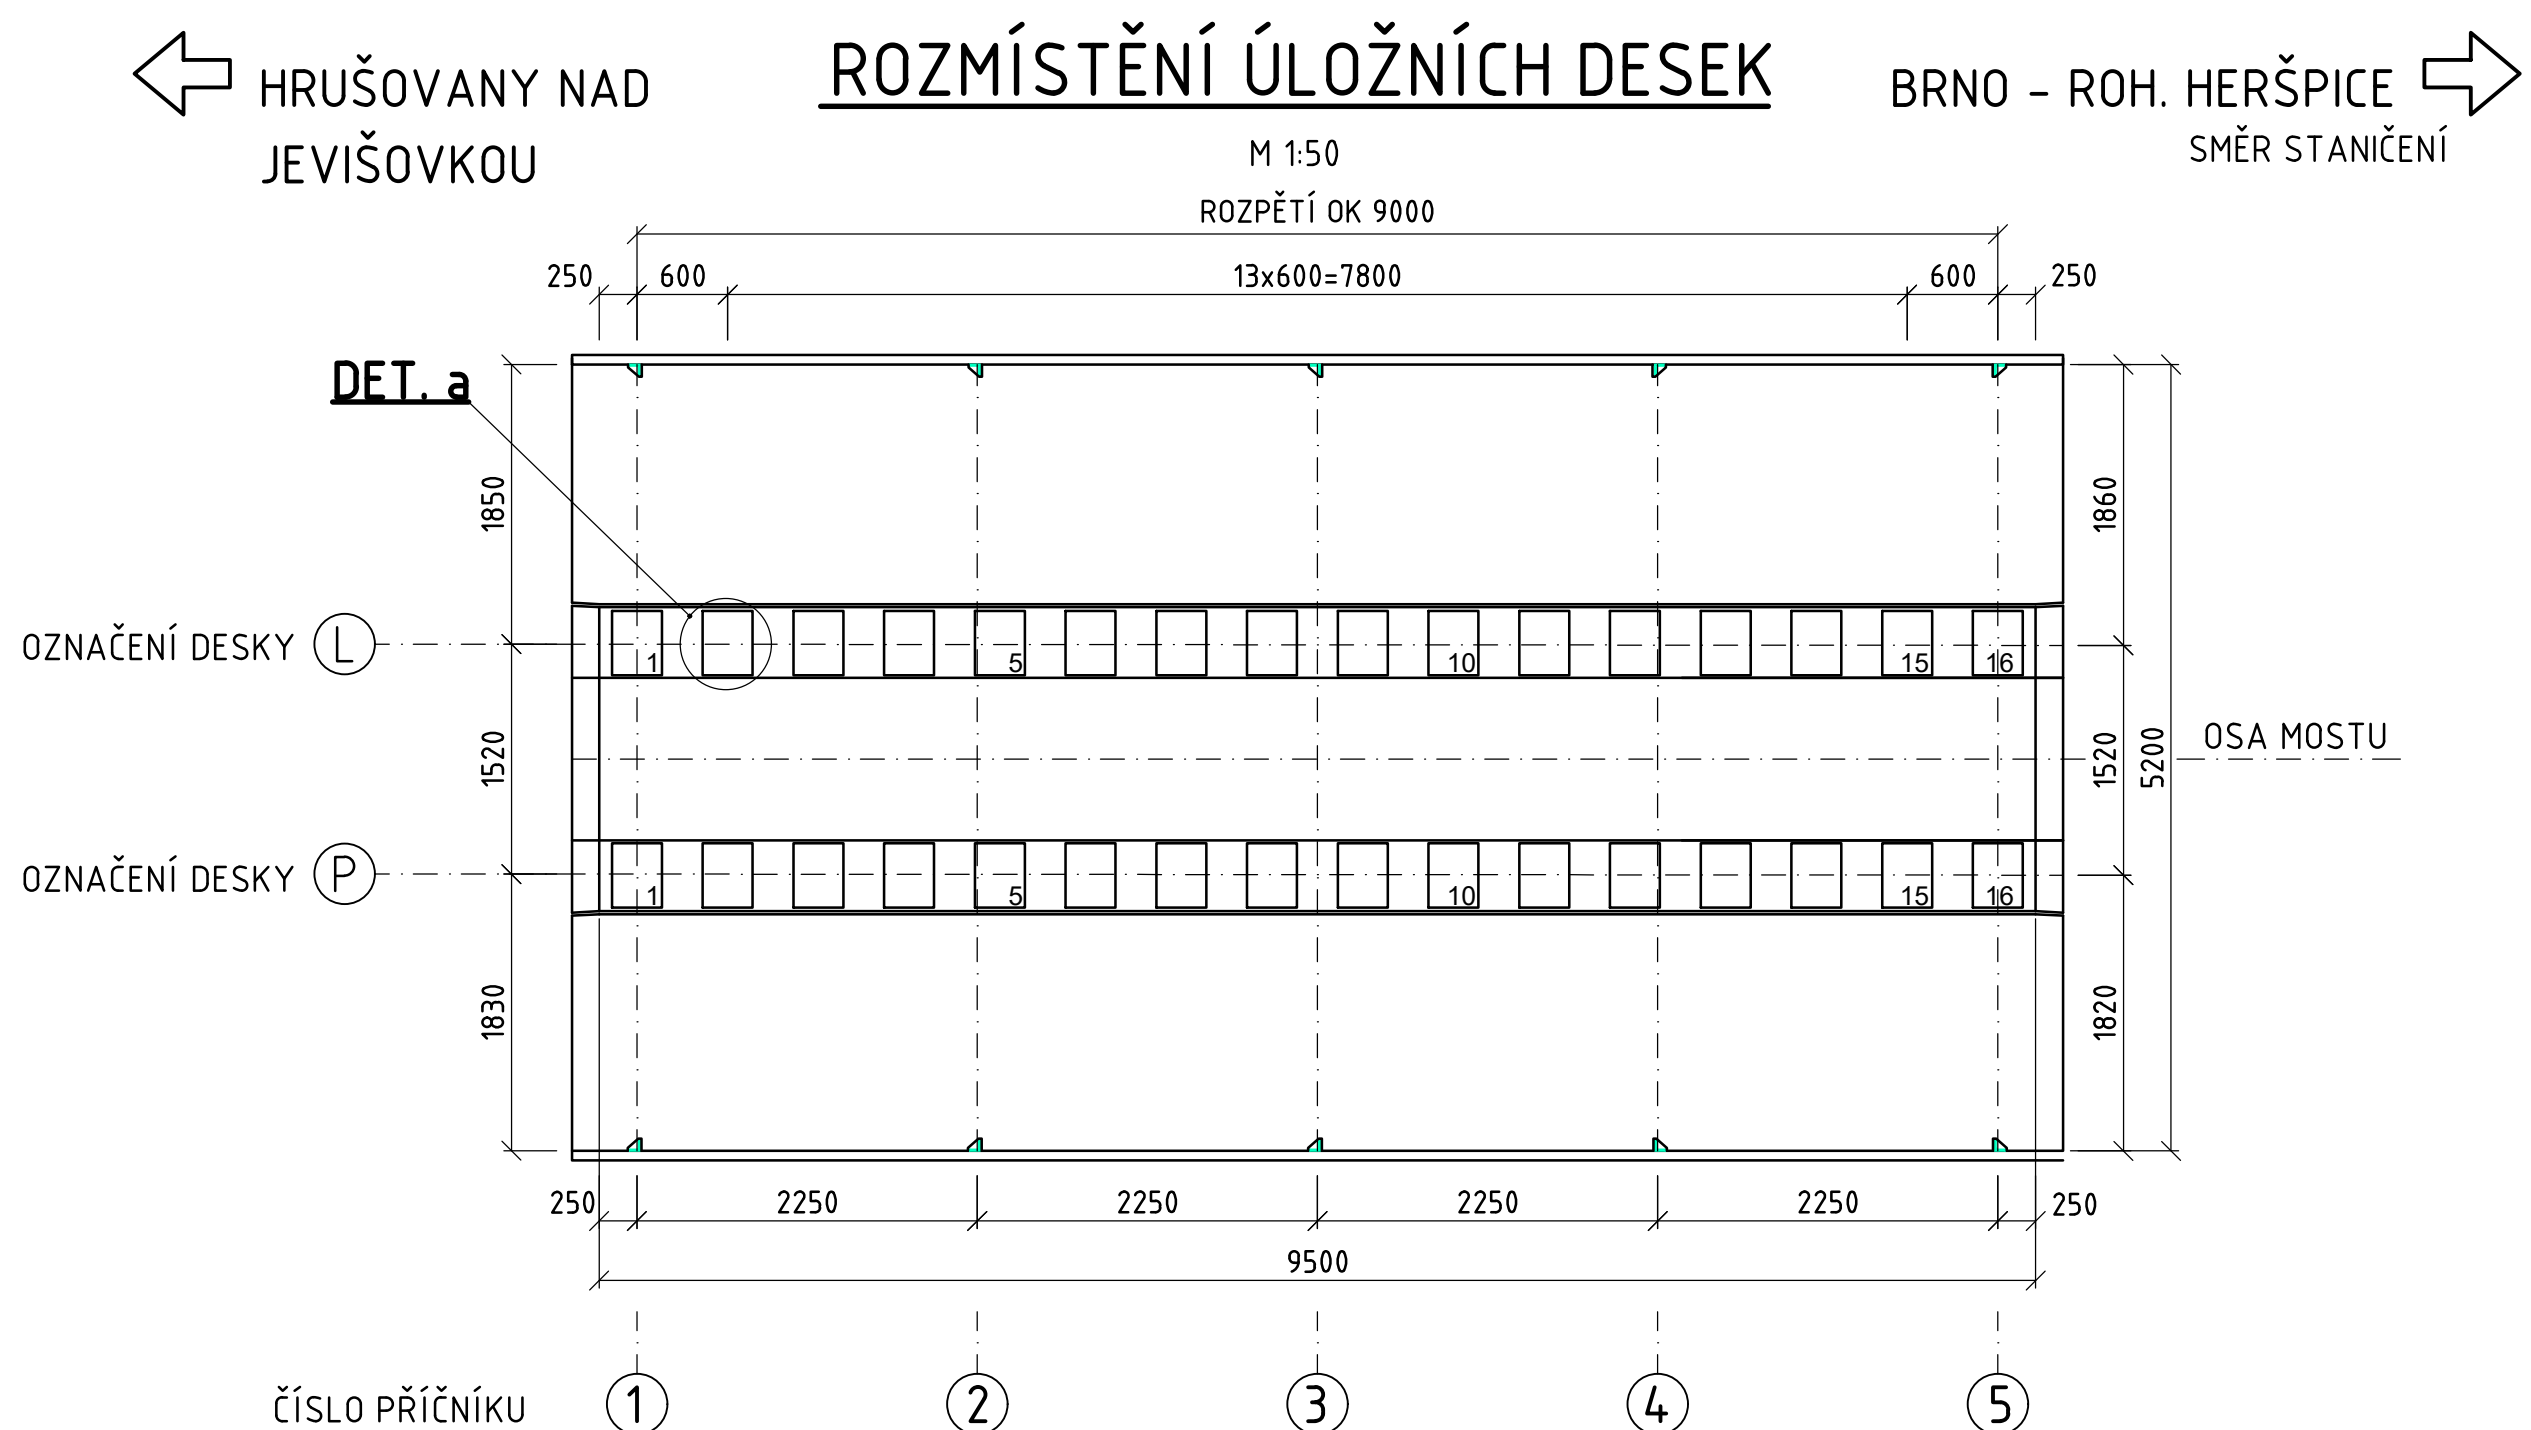 HRUŠOVANY NAD
JEVIŠOVKOU
ROZMÍSTĚNÍ ÚLOŽNÍCH DESEK
BRNO - ROH. HERŠPICE
SMĚR STANIČENÍ
M 1:50
ROZPĚTÍ OK 9000
250 600 13x600=7800 600 250
DET. a
1850
1860
OZNAČENÍ DESKY L
1 5 10 15 16
1520
1520
5200
OSA MOSTU
OZNAČENÍ DESKY P
1 5 10 15 16
1830
1820
250 2250 2250 2250 2250 250
9500
ČÍSLO PŘÍČNÍKU 1 2 3 4 5